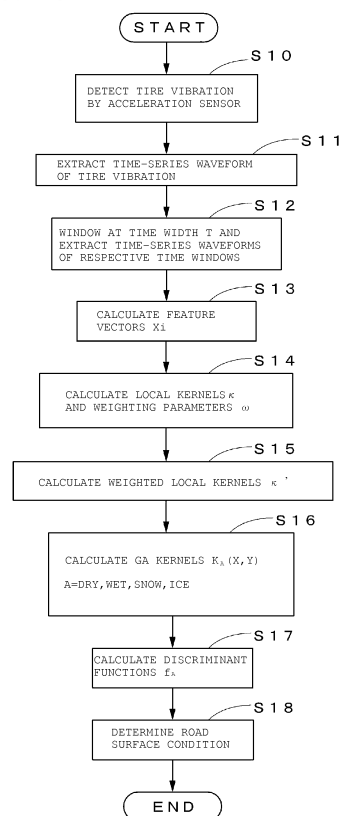 START
S10
DETECT TIRE VIBRATION
BY ACCELERATION SENSOR
S11
EXTRACT TIME-SERIES WAVEFORM
OF TIRE VIBRATION
S12
WINDOW AT TIME WIDTH T AND
EXTRACT TIME-SERIES WAVEFORMS
OF RESPECTIVE TIME WINDOWS
S13
CALCULATE FEATURE
VECTORS Xi
S14
CALCULATE LOCAL KERNELS κ
AND WEIGHTING PARAMETERS ω
S15
CALCULATE WEIGHTED LOCAL KERNELS κ'
S16
CALCULATE GA KERNELS K_A(X,Y)
A=DRY,WET,SNOW,ICE
S17
CALCULATE DISCRIMINANT
FUNCTIONS f_A
S18
DETERMINE ROAD
SURFACE CONDITION
END